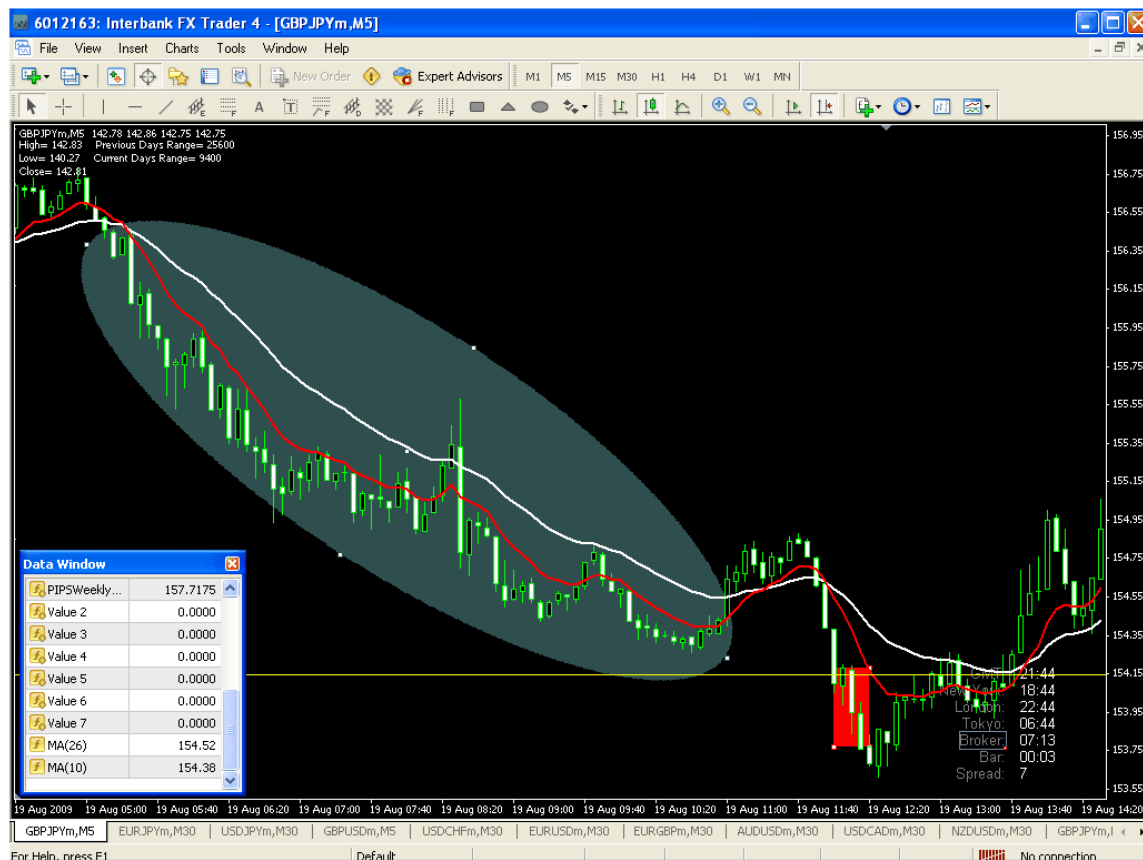 6012163: Interbank FX Trader 4 - [GBPJPYm,M5]
File View Insert Charts Tools Window Help
New Order Expert Advisors M1 M5 M15 M30 H1 H4 D1 W1 MN
A T E F F D F F
GBPJPYm,M5 142.78 142.86 142.75 142.75
High= 142.83 Previous Days Range= 25600
Low= 140.27 Current Days Range= 9400
Close= 142.81
156.95
156.75
156.55
156.35
156.15
155.95
155.75
155.55
155.35
155.15
154.95
154.75
154.55
154.35
154.15
153.95
153.75
153.55
Data Window
PIPSWeekly... 157.7175
Value 2 0.0000
Value 3 0.0000
Value 4 0.0000
Value 5 0.0000
Value 6 0.0000
Value 7 0.0000
MA(26) 154.52
MA(10) 154.38
GMT: 21:44
New York: 18:44
London: 22:44
Tokyo: 06:44
Broker: 07:13
Bar: 00:03
Spread: 7
19 Aug 2009 19 Aug 05:00 19 Aug 05:40 19 Aug 06:20 19 Aug 07:00 19 Aug 07:40 19 Aug 08:20 19 Aug 09:00 19 Aug 09:40 19 Aug 10:20 19 Aug 11:00 19 Aug 11:40 19 Aug 12:20 19 Aug 13:00 19 Aug 13:40 19 Aug 14:20
GBPJPYm,M5 EURJPYm,M30 USDJPYm,M30 GBPUSDm,M5 USDCHFm,M30 EURUSDm,M30 EURGBPm,M30 AUDUSDm,M30 USDCADm,M30 NZDUSDm,M30 GBPJPYm,
For Help, press F1 Default No connection